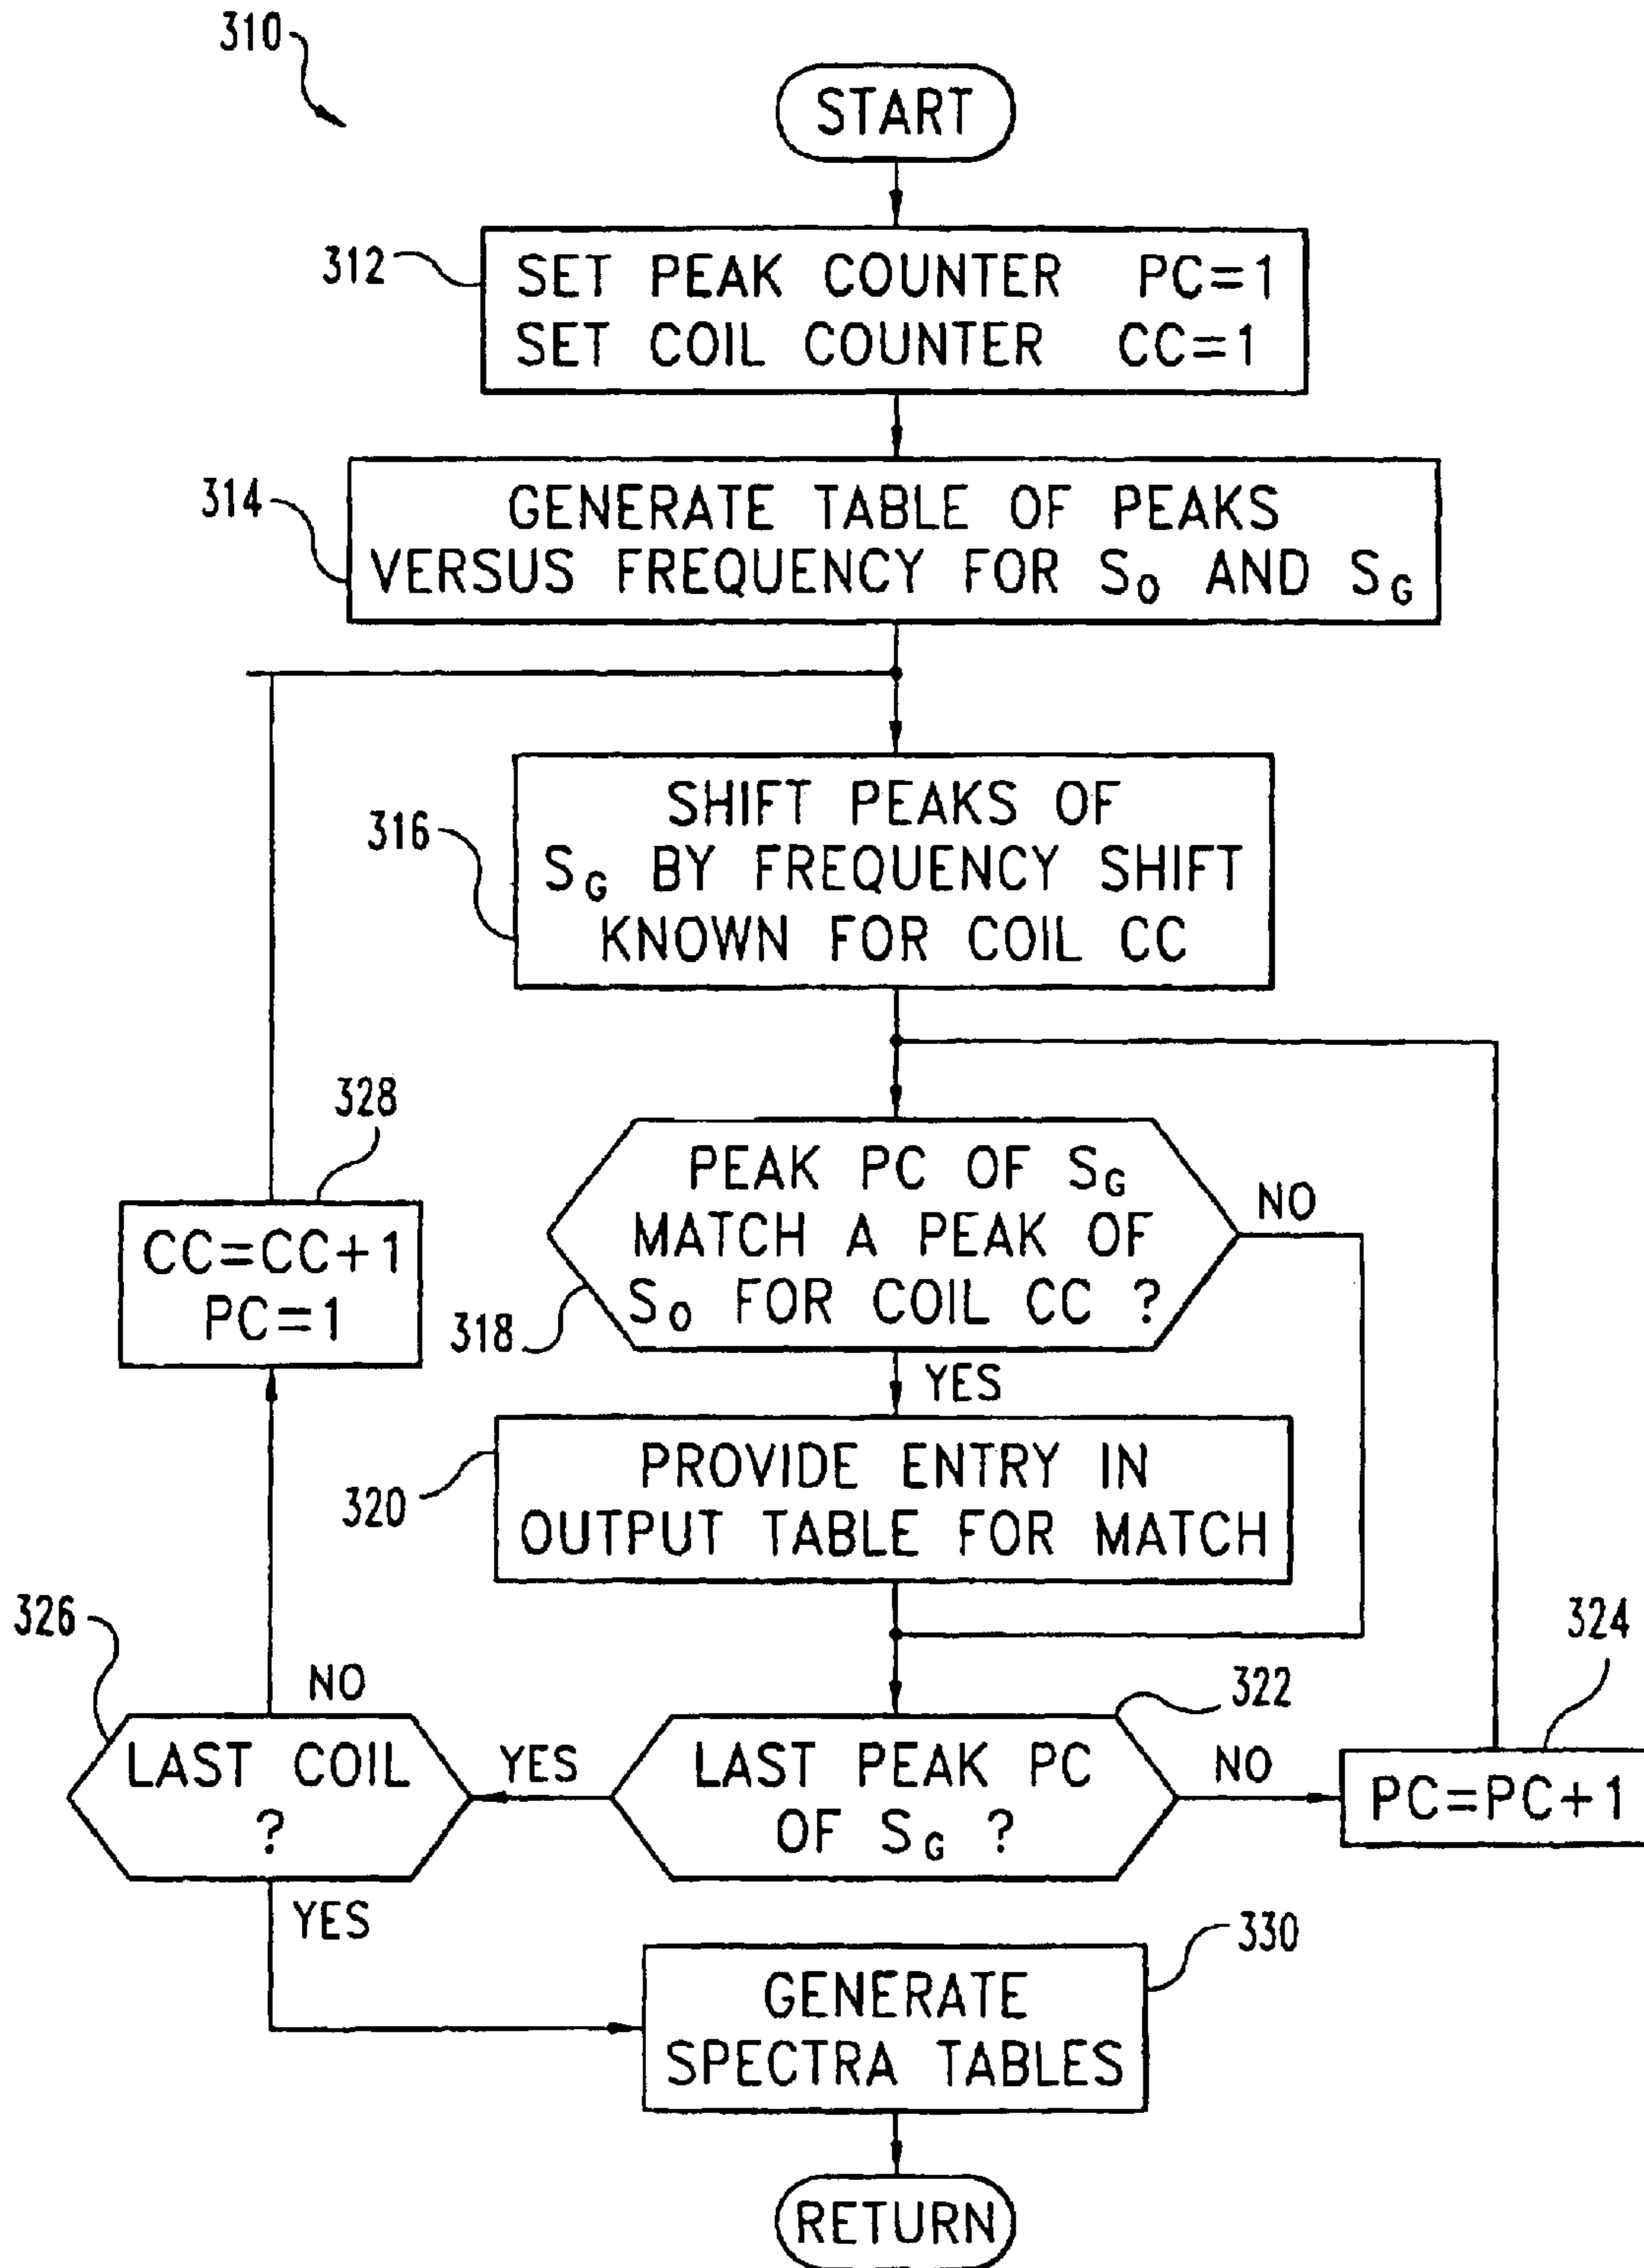 310
START
312
SET PEAK COUNTER PC=1
SET COIL COUNTER CC=1
314
GENERATE TABLE OF PEAKS
VERSUS FREQUENCY FOR S₀ AND S_G
316
SHIFT PEAKS OF
S_G BY FREQUENCY SHIFT
KNOWN FOR COIL CC
328
CC=CC+1
PC=1
318
PEAK PC OF S_G
MATCH A PEAK OF
S₀ FOR COIL CC ?
NO
YES
320
PROVIDE ENTRY IN
OUTPUT TABLE FOR MATCH
326
LAST COIL
?
NO
YES
322
LAST PEAK PC
OF S_G ?
YES
NO
324
PC=PC+1
330
GENERATE
SPECTRA TABLES
RETURN